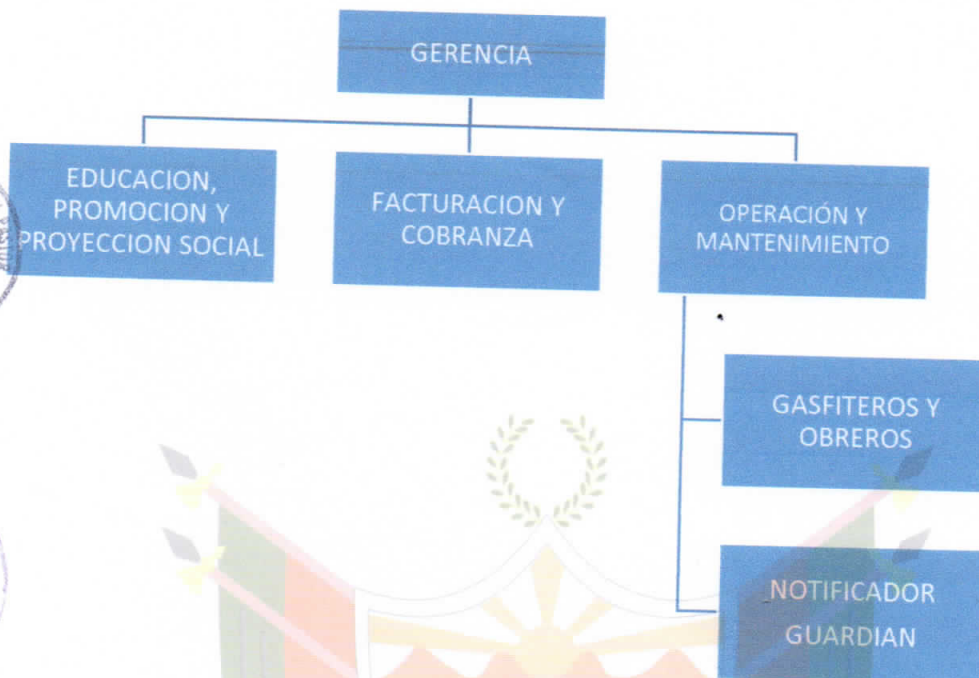 GERENCIA
EDUCACION,
PROMOCION Y
PROYECCION SOCIAL
FACTURACION Y
COBRANZA
OPERACIÓN Y
MANTENIMIENTO
GASFITEROS Y
OBREROS
NOTIFICADOR
GUARDIAN